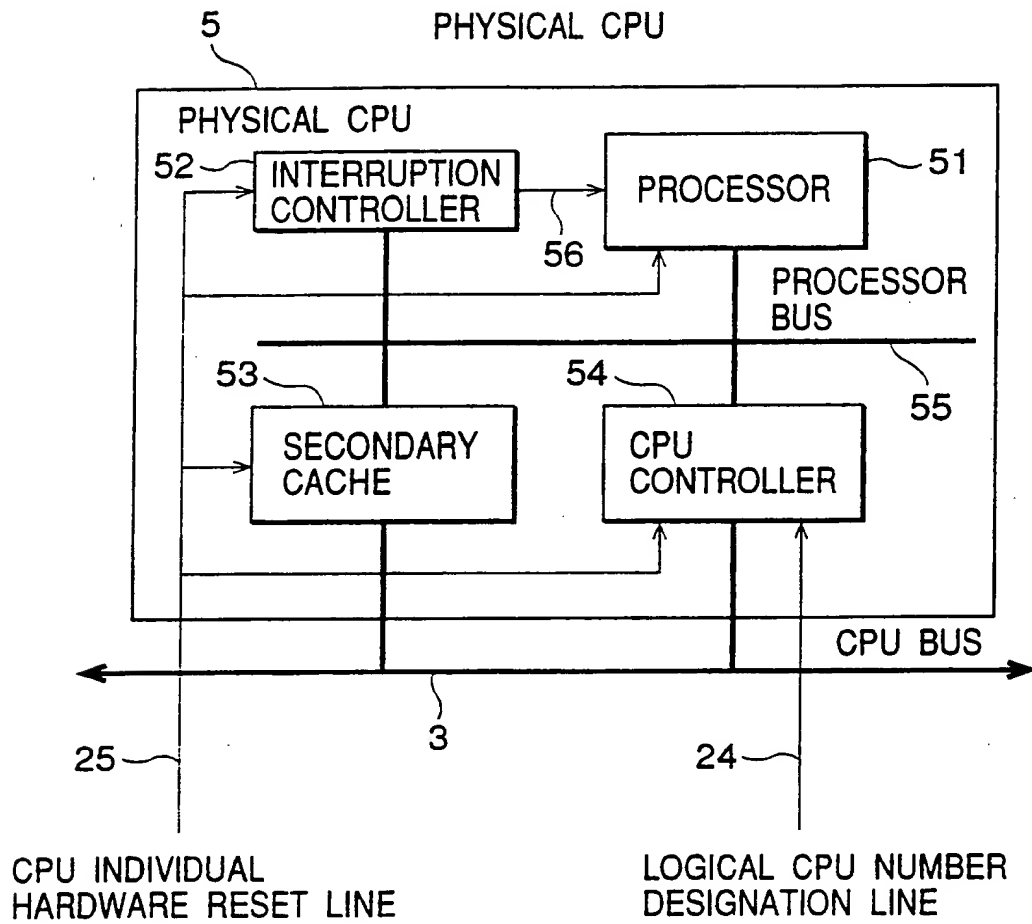 PHYSICAL CPU
5
PHYSICAL CPU
52
INTERRUPTION
CONTROLLER
56
PROCESSOR
51
PROCESSOR
BUS
55
53
SECONDARY
CACHE
54
CPU
CONTROLLER
CPU BUS
3
25
24
CPU INDIVIDUAL
HARDWARE RESET LINE
LOGICAL CPU NUMBER
DESIGNATION LINE